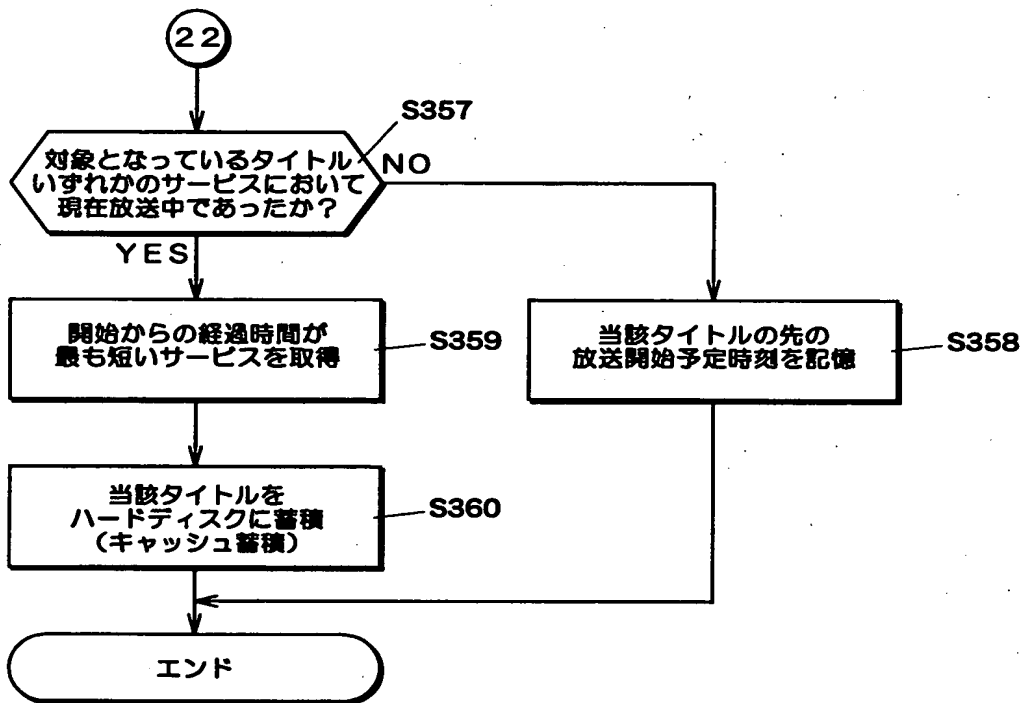 22
S357
対象となっているタイトル
いずれかのサービスにおいて
現在放送中であったか？
NO
YES
開始からの経過時間が
最も短いサービスを取得
S359
当該タイトルの先の
放送開始予定時刻を記憶
S358
当該タイトルを
ハードディスクに蓄積
（キャッシュ蓄積）
S360
エンド